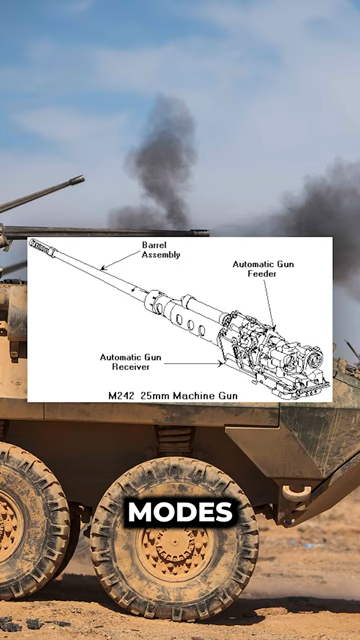 Barrel
Assembly
Automatic Gun
Feeder
Automatic Gun
Receiver
M242 25mm Machine Gun
MODES